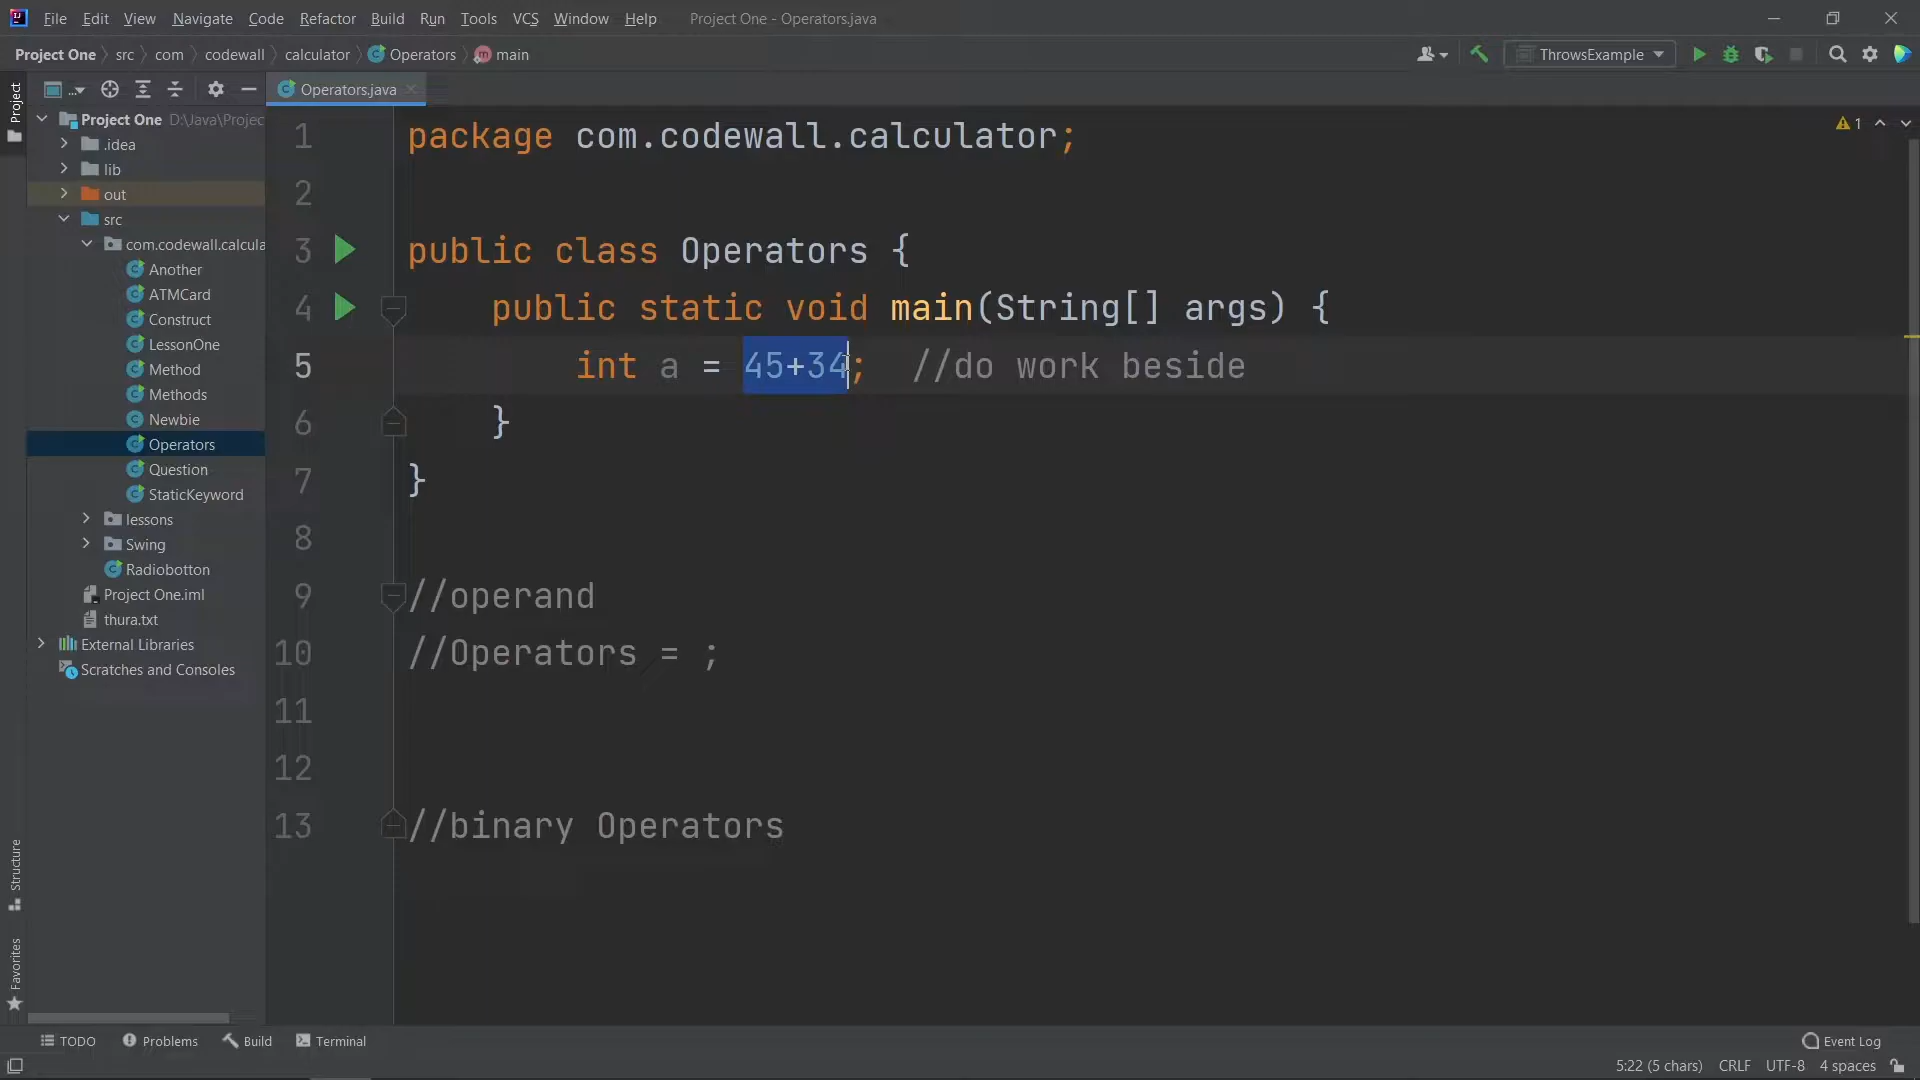 File Edit View Navigate Code Refactor Build Run Tools VCS Window Help Project One - Operators.java
Project One src com codewall calculator Operators main ThrowsExample
... Operators.java
Project
Project One D:\Java\Projec
.idea
lib
out
src
com.codewall.calcula
Another
ATMCard
Construct
LessonOne
Method
Methods
Newbie
Operators
Question
StaticKeyword
lessons
Swing
Radiobotton
Project One.iml
thura.txt
External Libraries
Scratches and Consoles
Structure
Favorites
1 package com.codewall.calculator;
2
3 public class Operators {
4 public static void main(String[] args) {
5 int a = 45+34; //do work beside
6 }
7 }
8
9 //operand
10 //Operators = ;
11
12
13 //binary Operators
1
TODO Problems Build Terminal Event Log
5:22 (5 chars) CRLF UTF-8 4 spaces